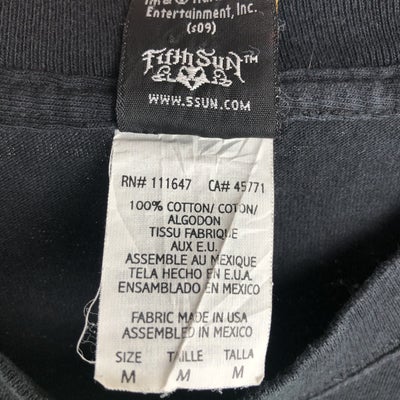 Entertainment, Inc.
(s09)
FifthSun™
WWW.5SUN.COM
RN# 111647 CA# 45771
100% COTTON/ COTON/
ALGODON
TISSU FABRIQUE
AUX E.U.
ASSEMBLE AU MEXIQUE
TELA HECHO EN E.U.A.
ENSAMBLADO EN MEXICO
FABRIC MADE IN USA
ASSEMBLED IN MEXICO
SIZE TAILLE TALLA
M M M